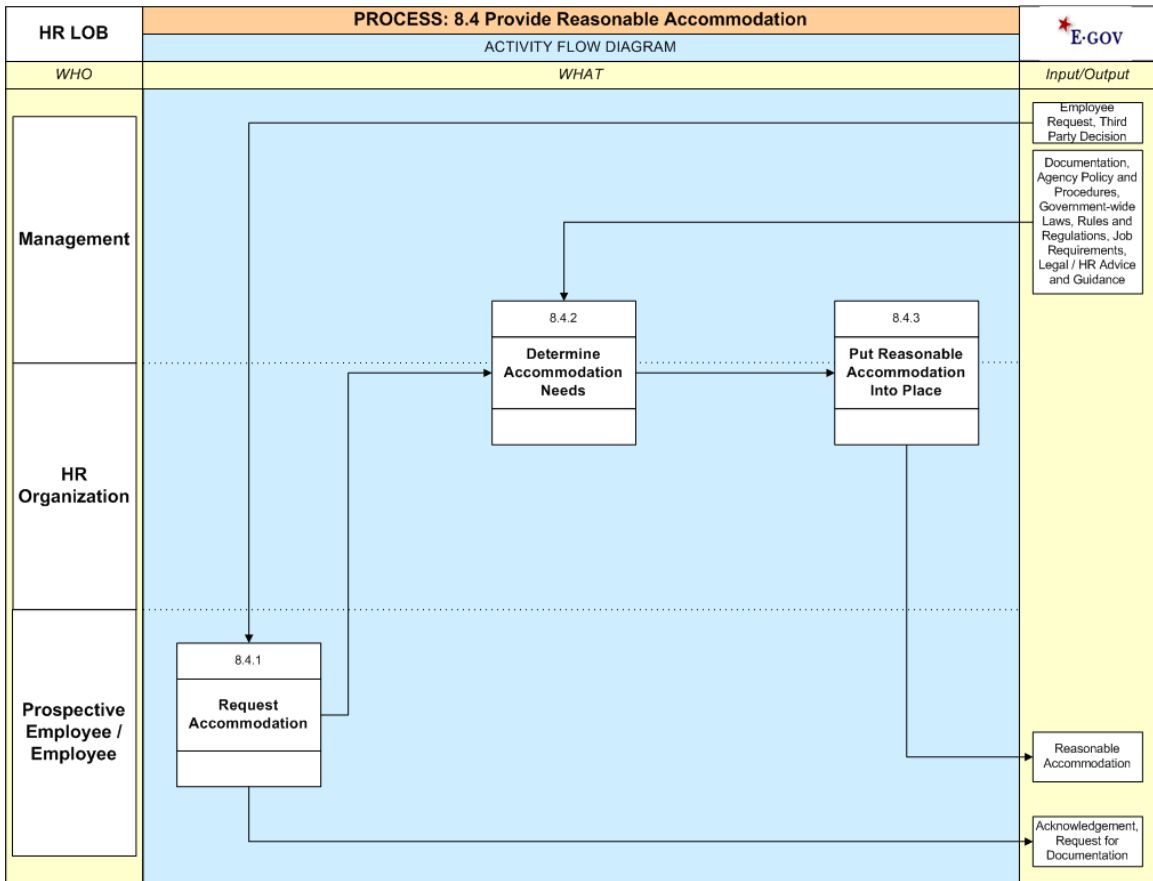 HR LOB
PROCESS: 8.4 Provide Reasonable Accommodation
ACTIVITY FLOW DIAGRAM
E-GOV
WHO
WHAT
Input/Output
Management
HR
Organization
Prospective
Employee /
Employee
8.4.1
Request
Accommodation
8.4.2
Determine
Accommodation
Needs
8.4.3
Put Reasonable
Accommodation
Into Place
Employee
Request, Third
Party Decision
Documentation,
Agency Policy and
Procedures,
Government-wide
Laws, Rules and
Regulations, Job
Requirements,
Legal / HR Advice
and Guidance
Reasonable
Accommodation
Acknowledgement,
Request for
Documentation